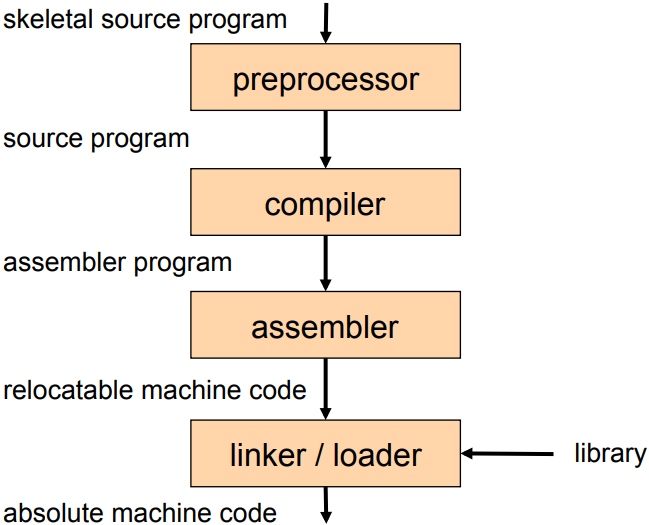 skeletal source program
preprocessor
source program
compiler
assembler program
assembler
relocatable machine code
linker / loader
library
absolute machine code